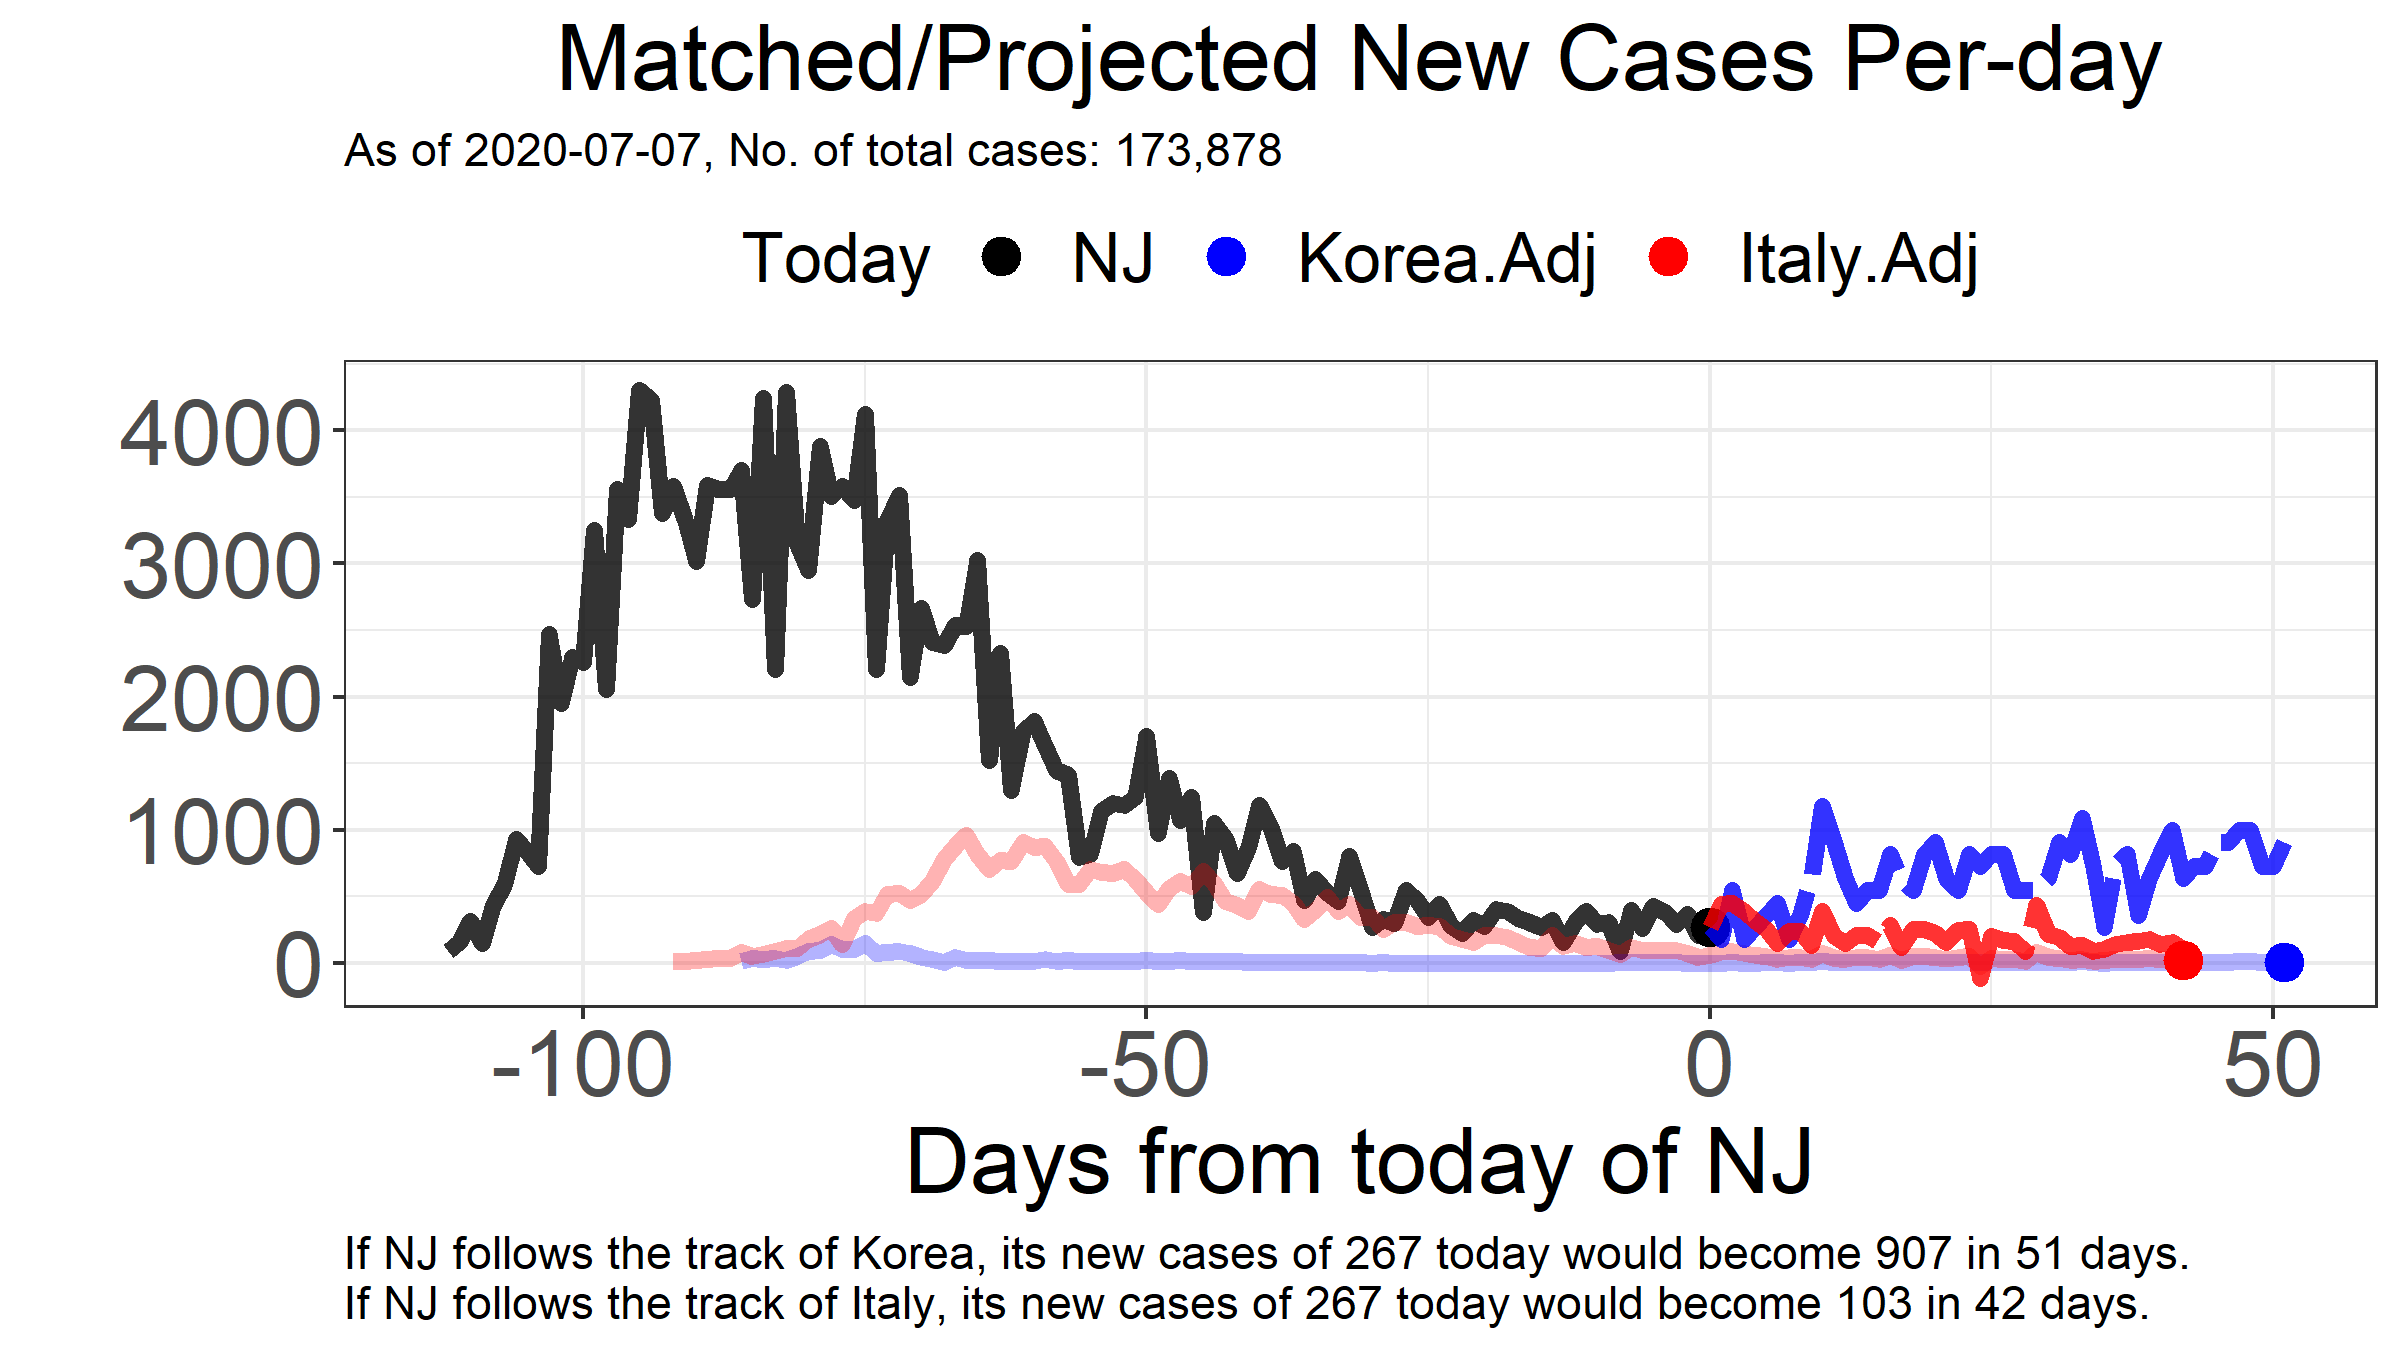 Matched/Projected New Cases Per-day
As of 2020-07-07, No. of total cases: 173,878
Today NJ Korea.Adj Italy.Adj
4000
3000
2000
1000
0
-100 -50 0 50
Days from today of NJ
If NJ follows the track of Korea, its new cases of 267 today would become 907 in 51 days.
If NJ follows the track of Italy, its new cases of 267 today would become 103 in 42 days.